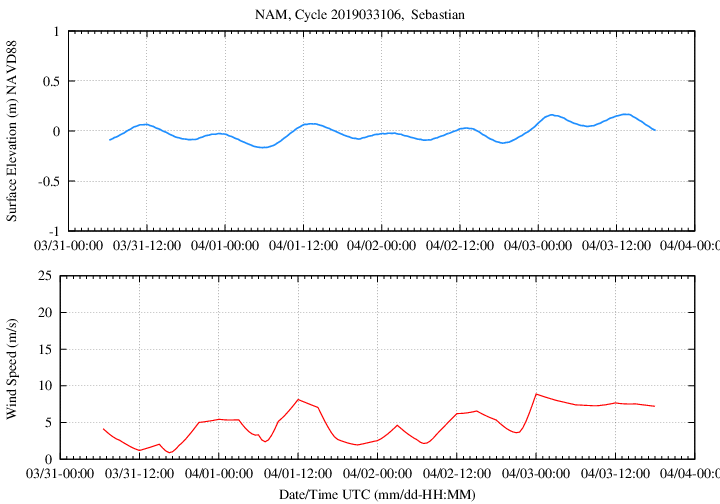 NAM, Cycle 2019033106,  Sebastian
Surface Elevation (m) NAVD88
1
0.5
0
-0.5
-1
03/31-00:00 03/31-12:00 04/01-00:00 04/01-12:00 04/02-00:00 04/02-12:00 04/03-00:00 04/03-12:00 04/04-0
Wind Speed (m/s)
25
20
15
10
5
0
03/31-00:00 03/31-12:00 04/01-00:00 04/01-12:00 04/02-00:00 04/02-12:00 04/03-00:00 04/03-12:00 04/04-0
Date/Time UTC (mm/dd-HH:MM)